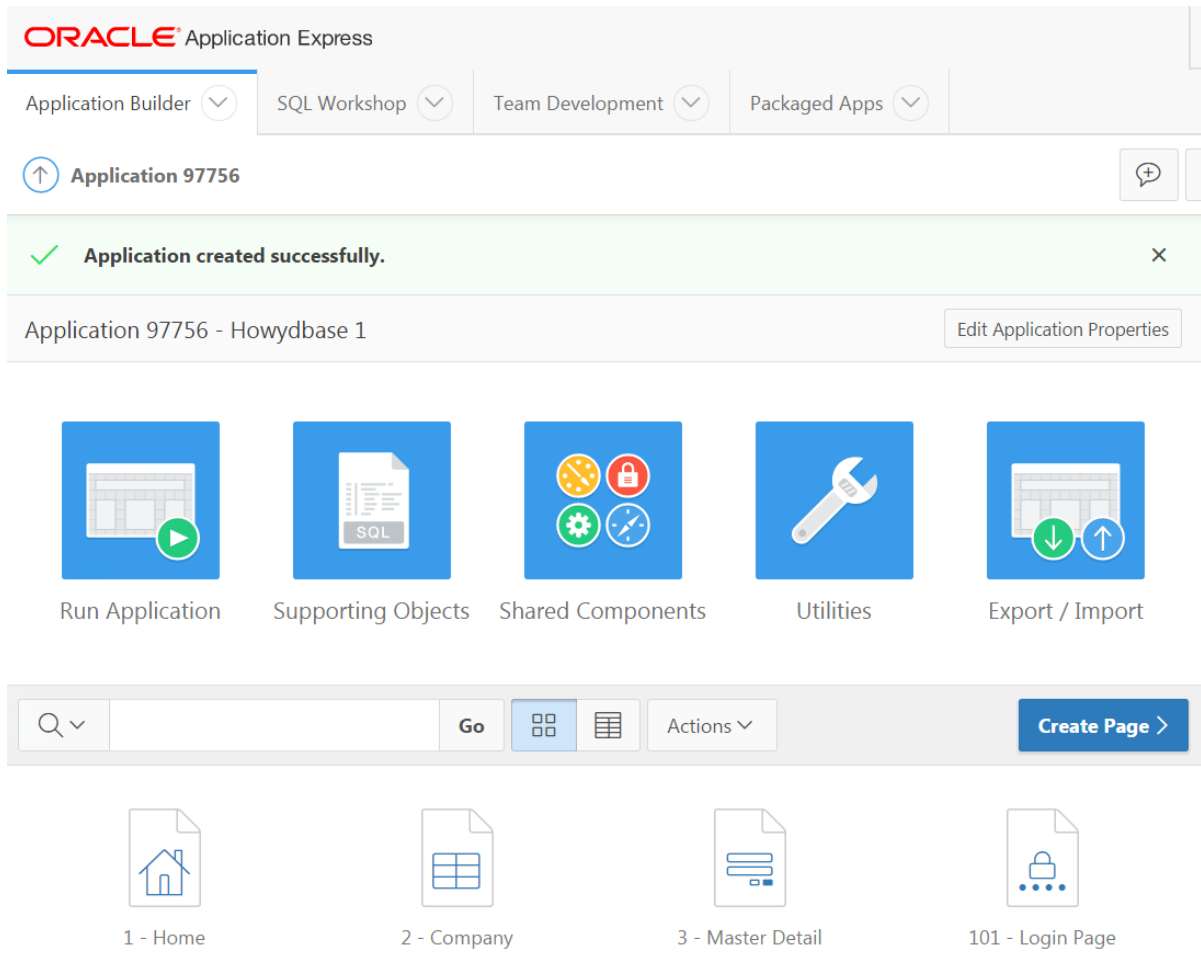 ORACLE® Application Express
Application Builder SQL Workshop Team Development Packaged Apps
Application 97756
Application created successfully.
Application 97756 - Howydbase 1 Edit Application Properties
SQL
Run Application Supporting Objects Shared Components Utilities Export / Import
Go Actions Create Page
1 - Home 2 - Company 3 - Master Detail 101 - Login Page